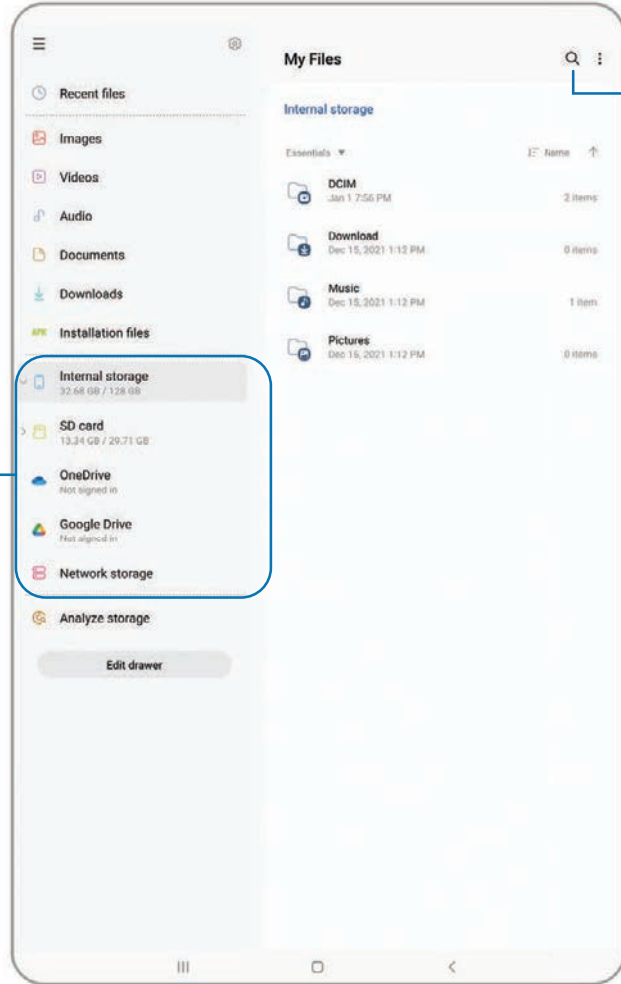 Recent files
Images
Videos
Audio
Documents
Downloads
APK Installation files
Internal storage
32.68 GB / 128 GB
SD card
13.34 GB / 29.71 GB
OneDrive
Not signed in
Google Drive
Not signed in
Network storage
Analyze storage
Edit drawer
My Files
Internal storage
Essentials ▼ Name ↑
DCIM
Jan 1 7:56 PM 2 items
Download
Dec 15, 2021 1:12 PM 0 items
Music
Dec 15, 2021 1:12 PM 1 item
Pictures
Dec 15, 2021 1:12 PM 0 items